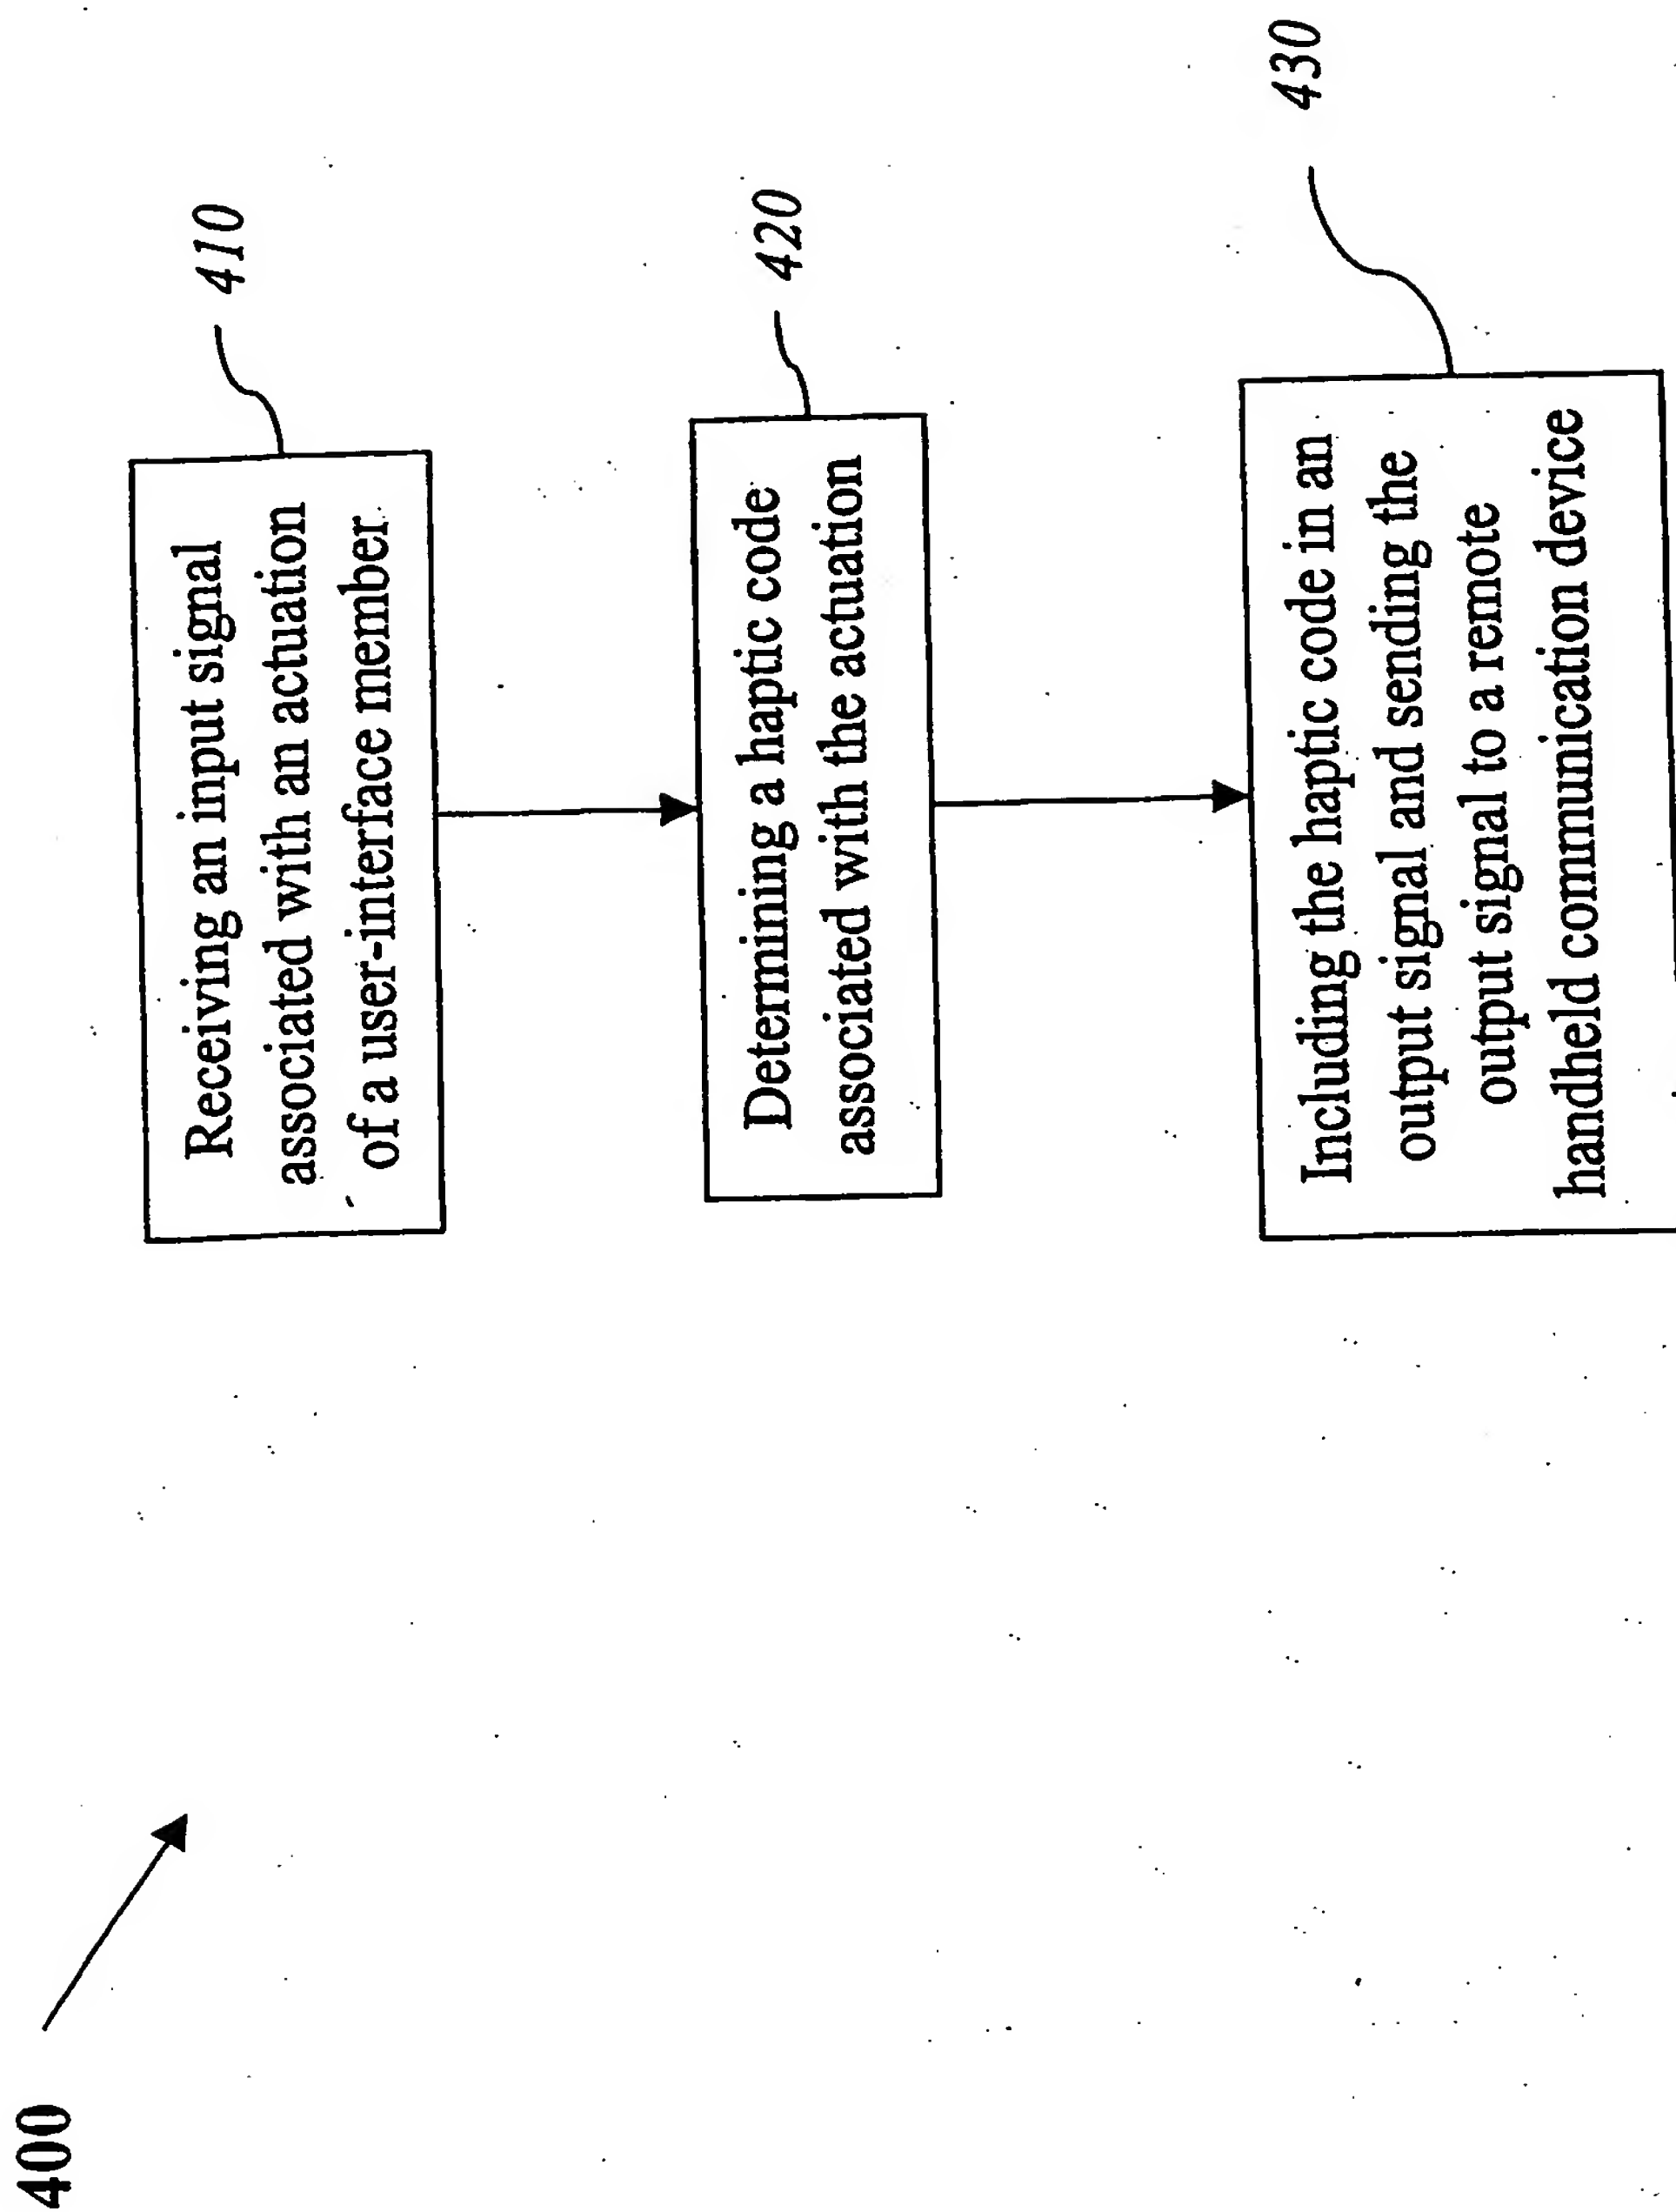 400
Receiving an input signal
associated with an actuation
of a user-interface member
410
Determining a haptic code
associated with the actuation
420
Including the haptic code in an
output signal and sending the
output signal to a remote
handheld communication device
430